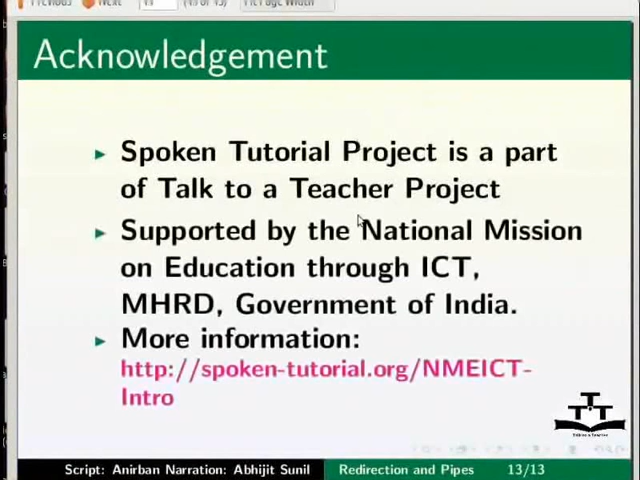 Acknowledgement
Spoken Tutorial Project is a part
of Talk to a Teacher Project
Supported by the National Mission
on Education through ICT,
MHRD, Government of India.
More information:
http://spoken-tutorial.org/NMEICT-
Intro
Script: Anirban Narration: Abhijit Sunil Redirection and Pipes 13/13